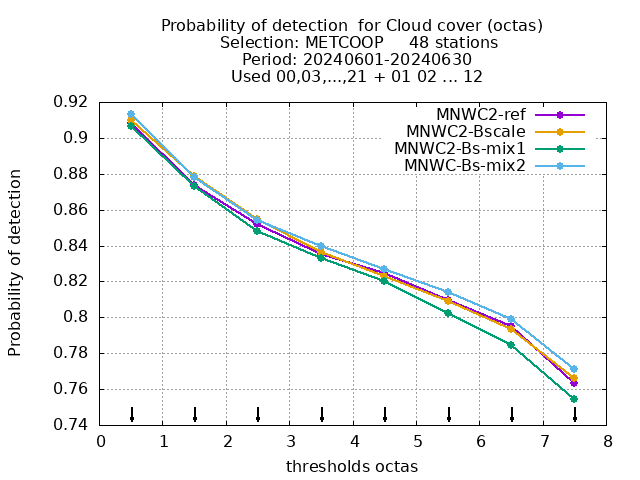 Probability of detection  for Cloud cover (octas)
Selection: METCOOP     48 stations
Period: 20240601-20240630
Used 00,03,...,21 + 01 02 ... 12
MNWC2-ref
MNWC2-Bscale
MNWC2-Bs-mix1
MNWC-Bs-mix2
Probability of detection
0.92
0.9
0.88
0.86
0.84
0.82
0.8
0.78
0.76
0.74
0 1 2 3 4 5 6 7 8
thresholds octas